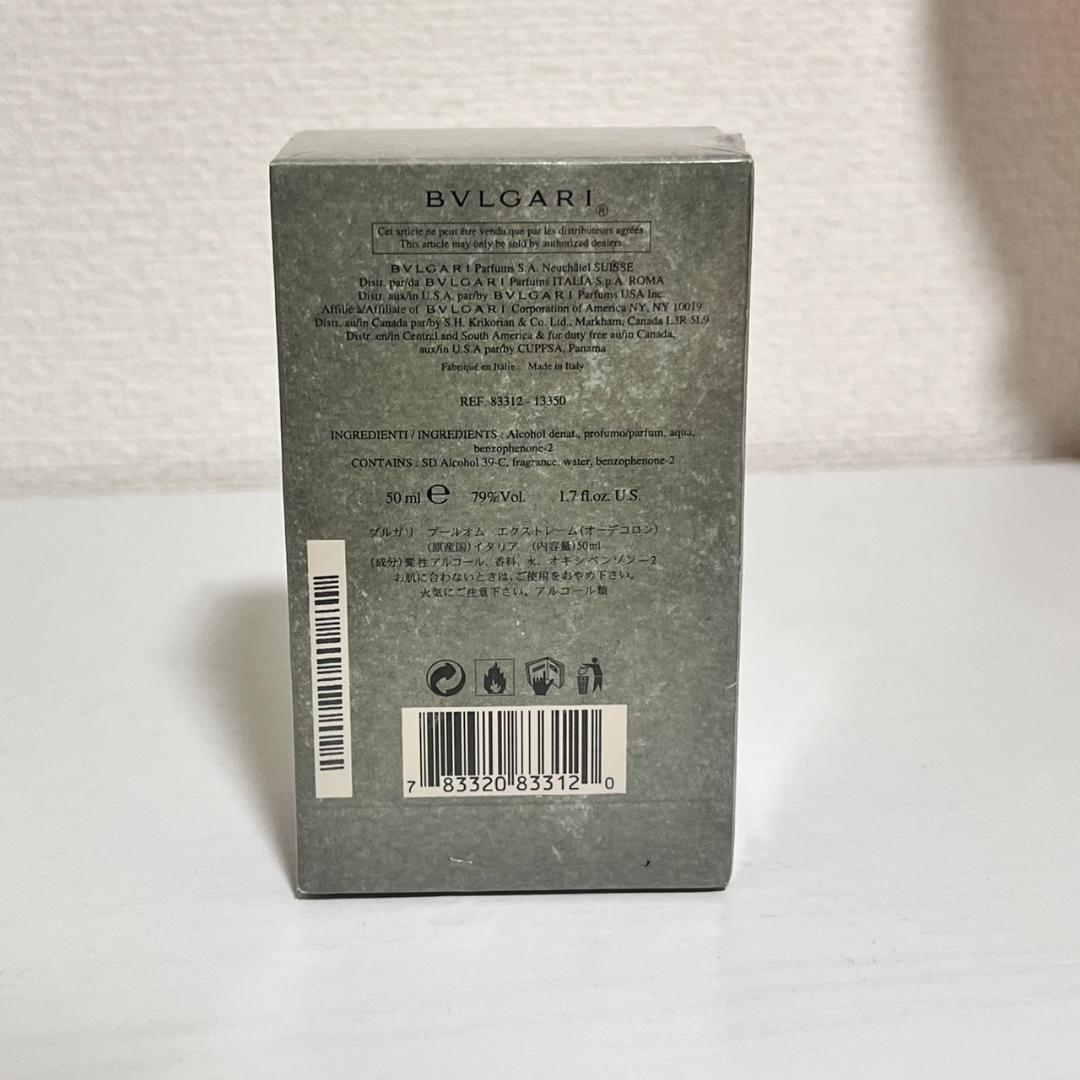 BVLGARI®
Cet article ne peut être vendu que par les distributeurs agréés
This article may only be sold by authorized dealers
BVLGARI Parfums S.A. Neuchâtel SUISSE
Distr. par/da BVLGARI Parfums ITALIA S.p.A. ROMA
Distr. aux/in U.S.A. par/by BVLGARI Parfums USA Inc.
Affilié à/Affiliate of BVLGARI Corporation of America NY, NY 10019
Distr. au/in Canada par/by S.H. Krikorian & Co. Ltd., Markham, Canada L3R 5L9
Distr. en/in Central and South America & for duty free au/in Canada,
aux/in U.S.A par/by CUPFSA, Panama
Fabriqué en Italie Made in Italy
REF. 83312 - 13350
INGREDIENTI / INGREDIENTS : Alcohol denat., profumo/parfum, aqua,
benzophenone-2
CONTAINS : SD Alcohol 39-C, fragrance, water, benzophenone-2
50 ml ℮ 79%Vol. 1.7 fl.oz. U.S.
ブルガリ プールオム エクストレーム(オーデコロン)
(原産国)イタリア (内容量)50ml
(成分)変性アルコール、香料、水、オキシベンゾン-2
お肌に合わないときは、ご使用をおやめ下さい。
火気にご注意下さい。アルコール類
7 83320 83312 0